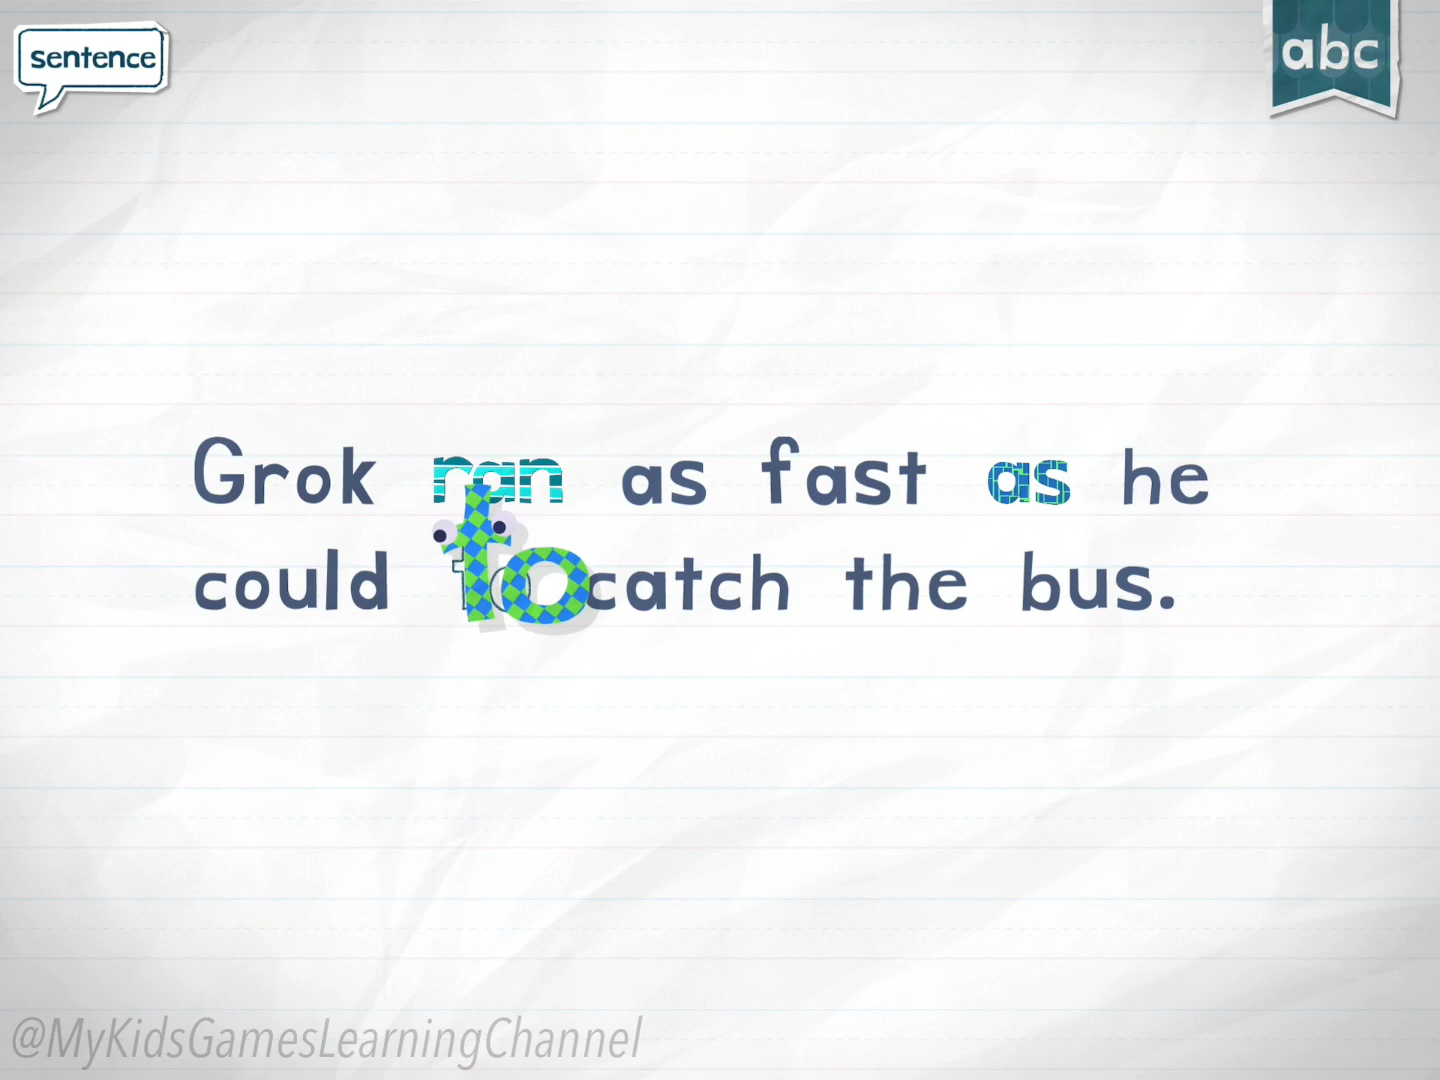 sentence
abc
Grok ran as fast as he
could to catch the bus.
@MyKidsGamesLearningChannel